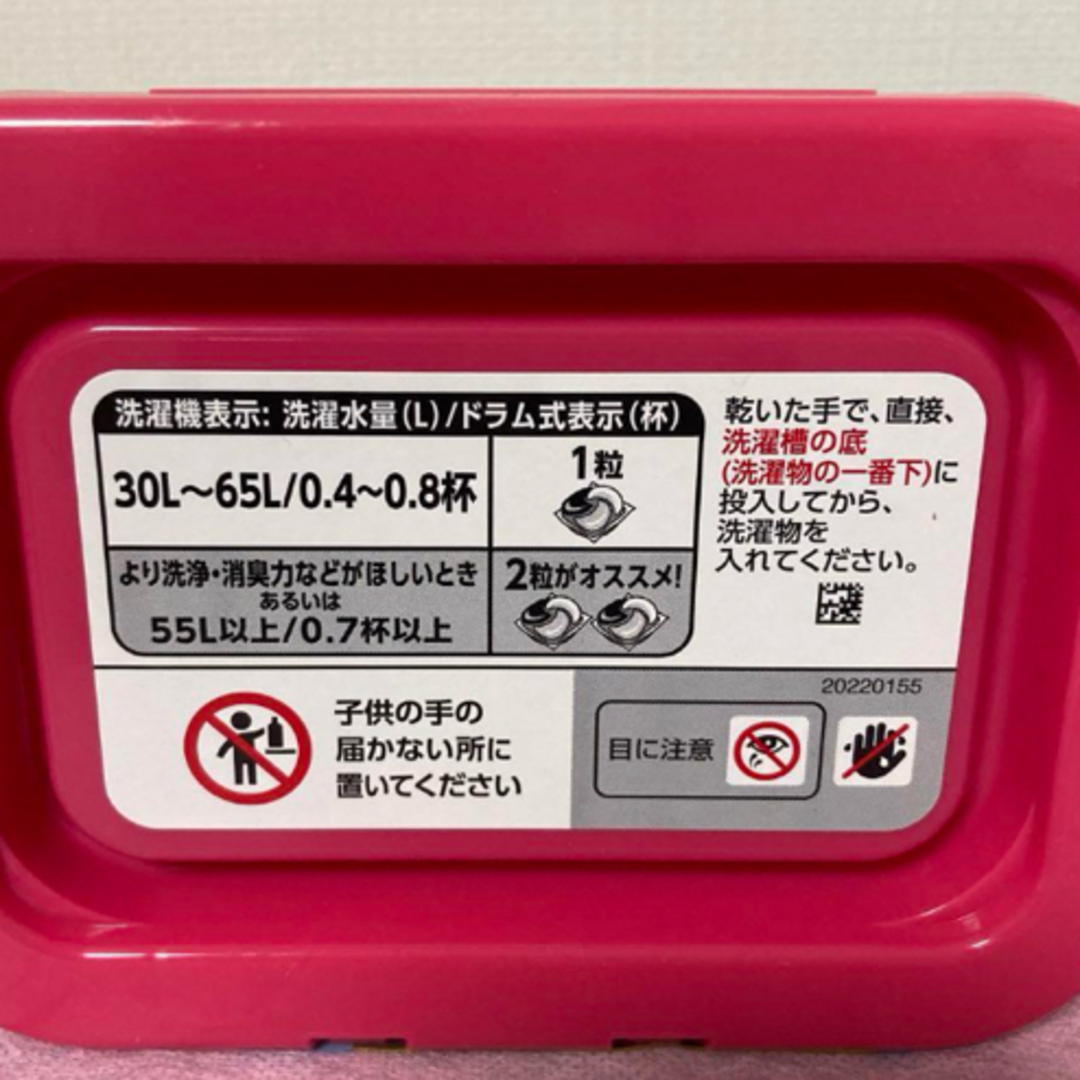 洗濯機表示: 洗濯水量(L)/ドラム式表示(杯)
30L～65L/0.4～0.8杯
1粒
より洗浄・消臭力などがほしいとき
あるいは
55L以上/0.7杯以上
2粒がオススメ!
乾いた手で、直接、
洗濯槽の底
(洗濯物の一番下)に
投入してから、
洗濯物を
入れてください。
子供の手の
届かない所に
置いてください
20220155
目に注意